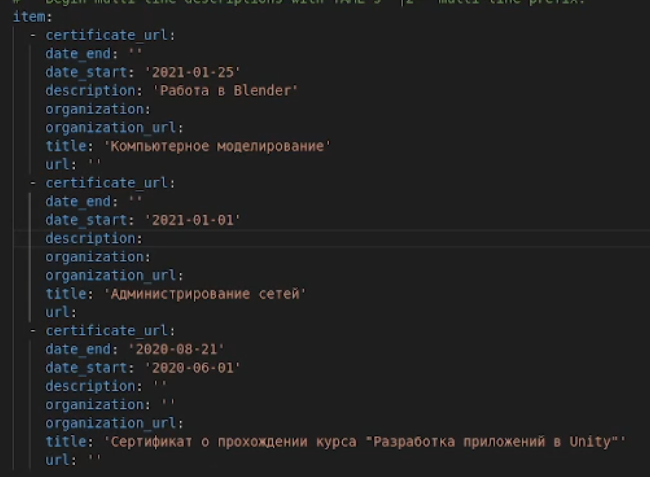 item:
- certificate_url:
date_end: ''
date_start: '2021-01-25'
description: 'Работа в Blender'
organization:
organization_url:
title: 'Компьютерное моделирование'
url: ''
- certificate_url:
date_end: ''
date_start: '2021-01-01'
description:
organization:
organization_url:
title: 'Администрирование сетей'
url:
- certificate_url:
date_end: '2020-08-21'
date_start: '2020-06-01'
description: ''
organization: ''
organization_url:
title: 'Сертификат о прохождении курса "Разработка приложений в Unity"'
url: ''